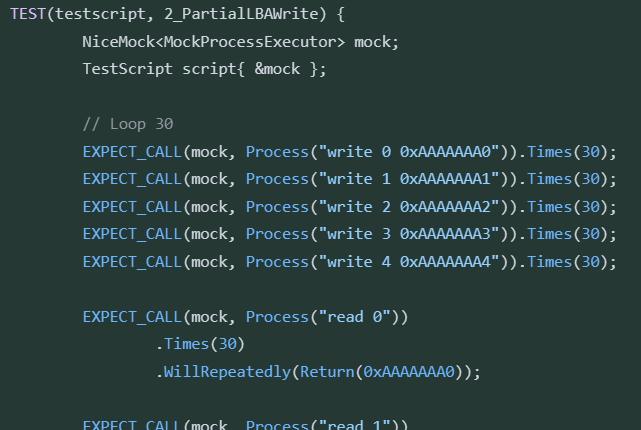 TEST(testscript, 2_PartialLBAWrite) {
NiceMock<MockProcessExecutor> mock;
TestScript script{ &mock };
// Loop 30
EXPECT_CALL(mock, Process("write 0 0xAAAAAAA0")).Times(30);
EXPECT_CALL(mock, Process("write 1 0xAAAAAAA1")).Times(30);
EXPECT_CALL(mock, Process("write 2 0xAAAAAAA2")).Times(30);
EXPECT_CALL(mock, Process("write 3 0xAAAAAAA3")).Times(30);
EXPECT_CALL(mock, Process("write 4 0xAAAAAAA4")).Times(30);
EXPECT_CALL(mock, Process("read 0"))
.Times(30)
.WillRepeatedly(Return(0xAAAAAAA0));
EXPECT_CALL(mock, Process("read 1"))